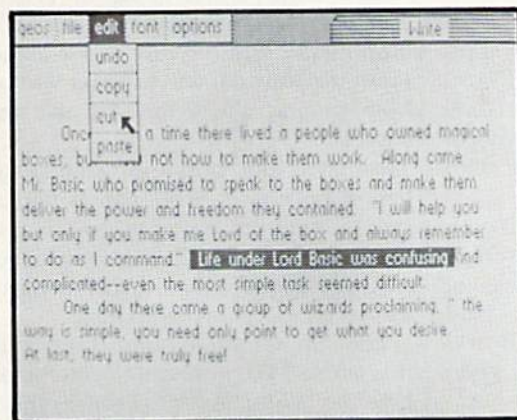 geos file edit font options Write
undo
copy
cut
paste
Once a time there lived a people who owned magical
boxes, but not how to make them work. Along came
Mr. Basic who promised to speak to the boxes and make them
deliver the power and freedom they contained. "I will help you
but only if you make me Lord of the box and always remember
to do as I command." Life under Lord Basic was confusing and
complicated--even the most simple task seemed difficult.
One day there came a group of wizards proclaiming, " the
way is simple, you need only point to get what you desire.
At last, they were truly free!